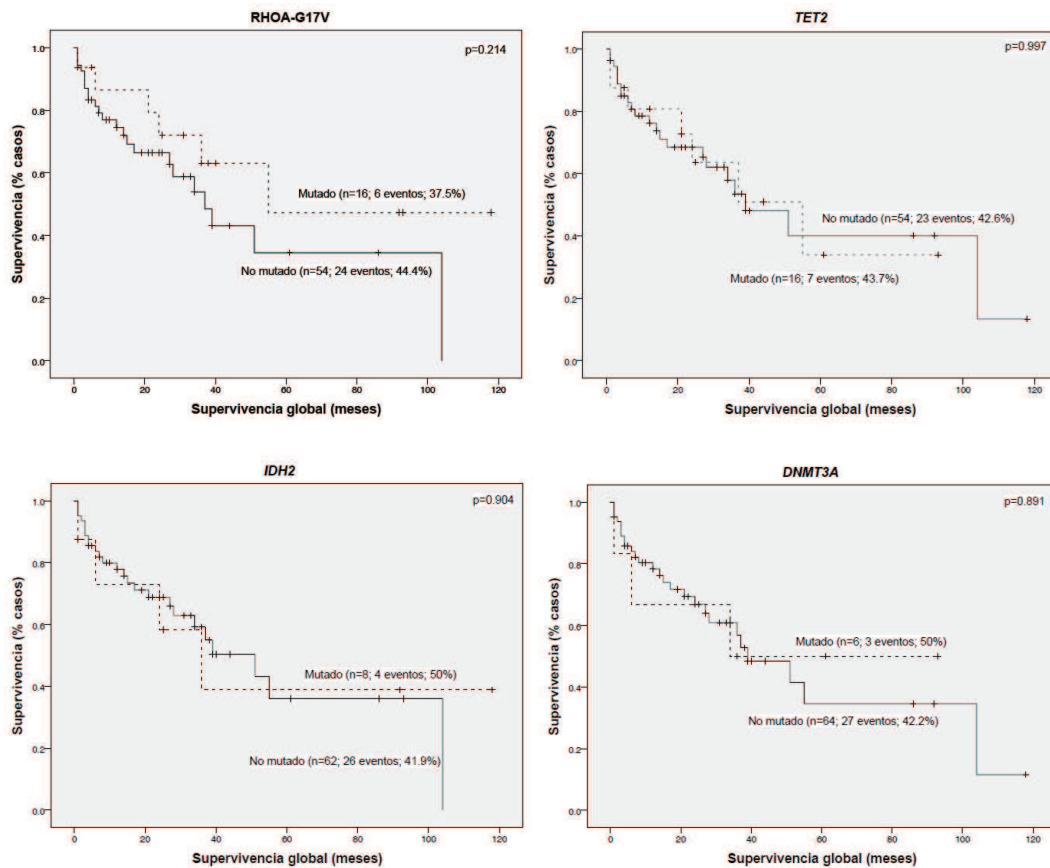 RHOA-G17V
p=0.214
1.0
0.8
0.6
0.4
0.2
0.0
Supervivencia (% casos)
Mutado (n=16; 6 eventos; 37.5%)
No mutado (n=54; 24 eventos; 44.4%)
0 20 40 60 80 100 120
Supervivencia global (meses)
TET2
p=0.997
1.0
0.8
0.6
0.4
0.2
0.0
Supervivencia (% casos)
No mutado (n=54; 23 eventos; 42.6%)
Mutado (n=16; 7 eventos; 43.7%)
0 20 40 60 80 100 120
Supervivencia global (meses)
IDH2
p=0.904
1.0
0.8
0.6
0.4
0.2
0.0
Supervivencia (% casos)
Mutado (n=8; 4 eventos; 50%)
No mutado (n=62; 26 eventos; 41.9%)
0 20 40 60 80 100 120
Supervivencia global (meses)
DNMT3A
p=0.891
1.0
0.8
0.6
0.4
0.2
0.0
Supervivencia (% casos)
Mutado (n=6; 3 eventos; 50%)
No mutado (n=64; 27 eventos; 42.2%)
0 20 40 60 80 100 120
Supervivencia global (meses)